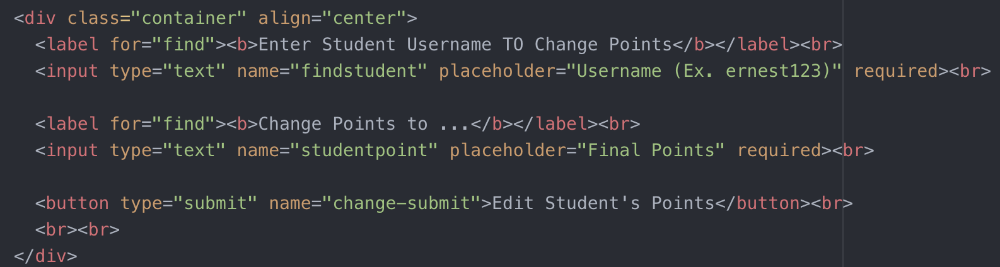 <div class="container" align="center">
<label for="find"><b>Enter Student Username TO Change Points</b></label><br>
<input type="text" name="findstudent" placeholder="Username (Ex. ernest123)" required><br>
<label for="find"><b>Change Points to ...</b></label><br>
<input type="text" name="studentpoint" placeholder="Final Points" required><br>
<button type="submit" name="change-submit">Edit Student's Points</button><br>
<br><br>
</div>